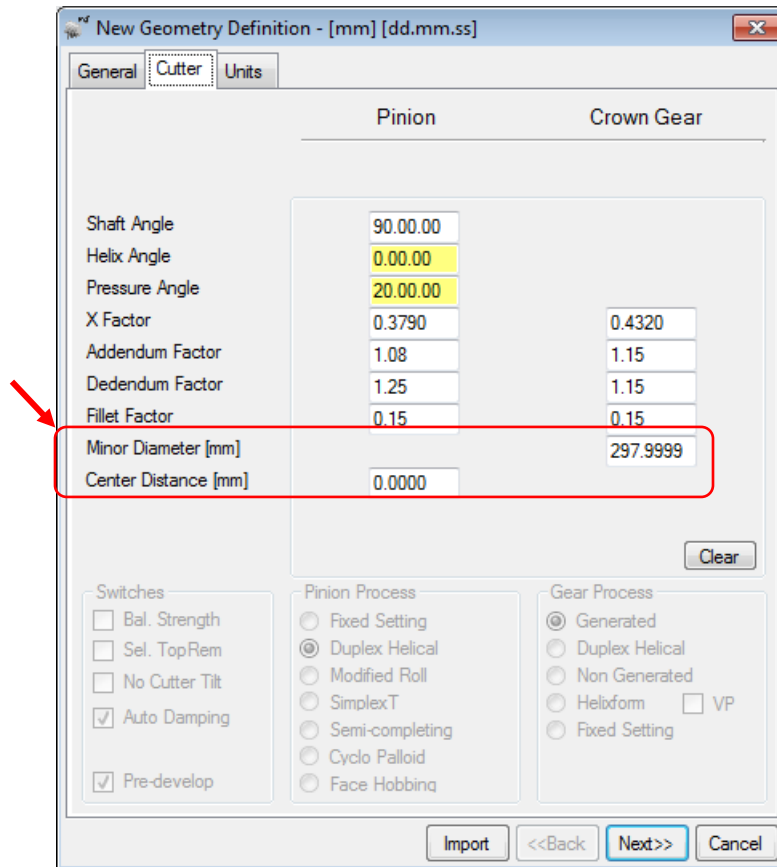 New Geometry Definition - [mm] [dd.mm.ss]
General Cutter Units
Pinion Crown Gear
Shaft Angle 90.00.00
Helix Angle 0.00.00
Pressure Angle 20.00.00
X Factor 0.3790 0.4320
Addendum Factor 1.08 1.15
Dedendum Factor 1.25 1.15
Fillet Factor 0.15 0.15
Minor Diameter [mm] 297.9999
Center Distance [mm] 0.0000
Clear
Switches Pinion Process Gear Process
Bal. Strength Fixed Setting Generated
Sel. TopRem Duplex Helical Duplex Helical
No Cutter Tilt Modified Roll Non Generated
Auto Damping SimplexT Helixform VP
Semi-completing Fixed Setting
Cyclo Palloid
Pre-develop Face Hobbing
Import <<Back Next>> Cancel